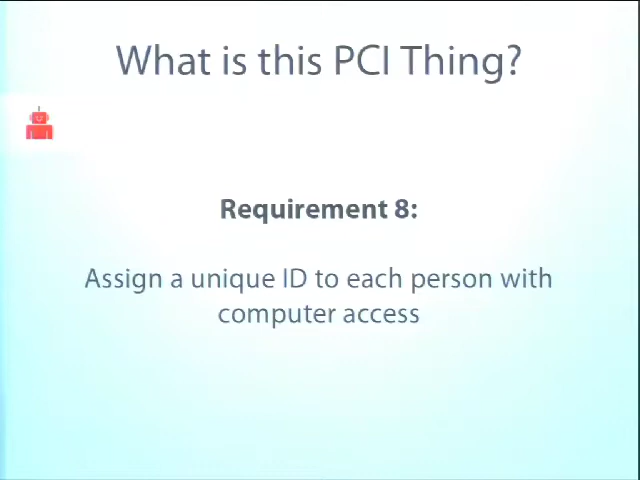 What is this PCI Thing?
Requirement 8:
Assign a unique ID to each person with
computer access